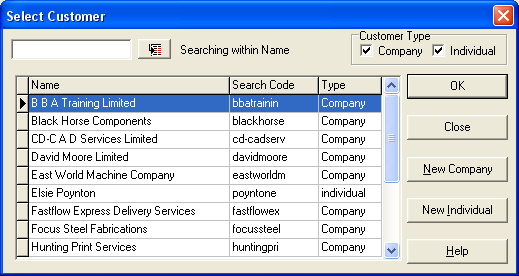 Select Customer
Searching within Name
Customer Type
Company Individual
Name Search Code Type
B B A Training Limited bbatrainin Company
Black Horse Components blackhorse Company
CD-C A D Services Limited cd-cadserv Company
David Moore Limited davidmoore Company
East World Machine Company eastworldm Company
Elsie Poynton poyntone individual
Fastflow Express Delivery Services fastflowex Company
Focus Steel Fabrications focussteel Company
Hunting Print Services huntingpri Company
OK
Close
New Company
New Individual
Help